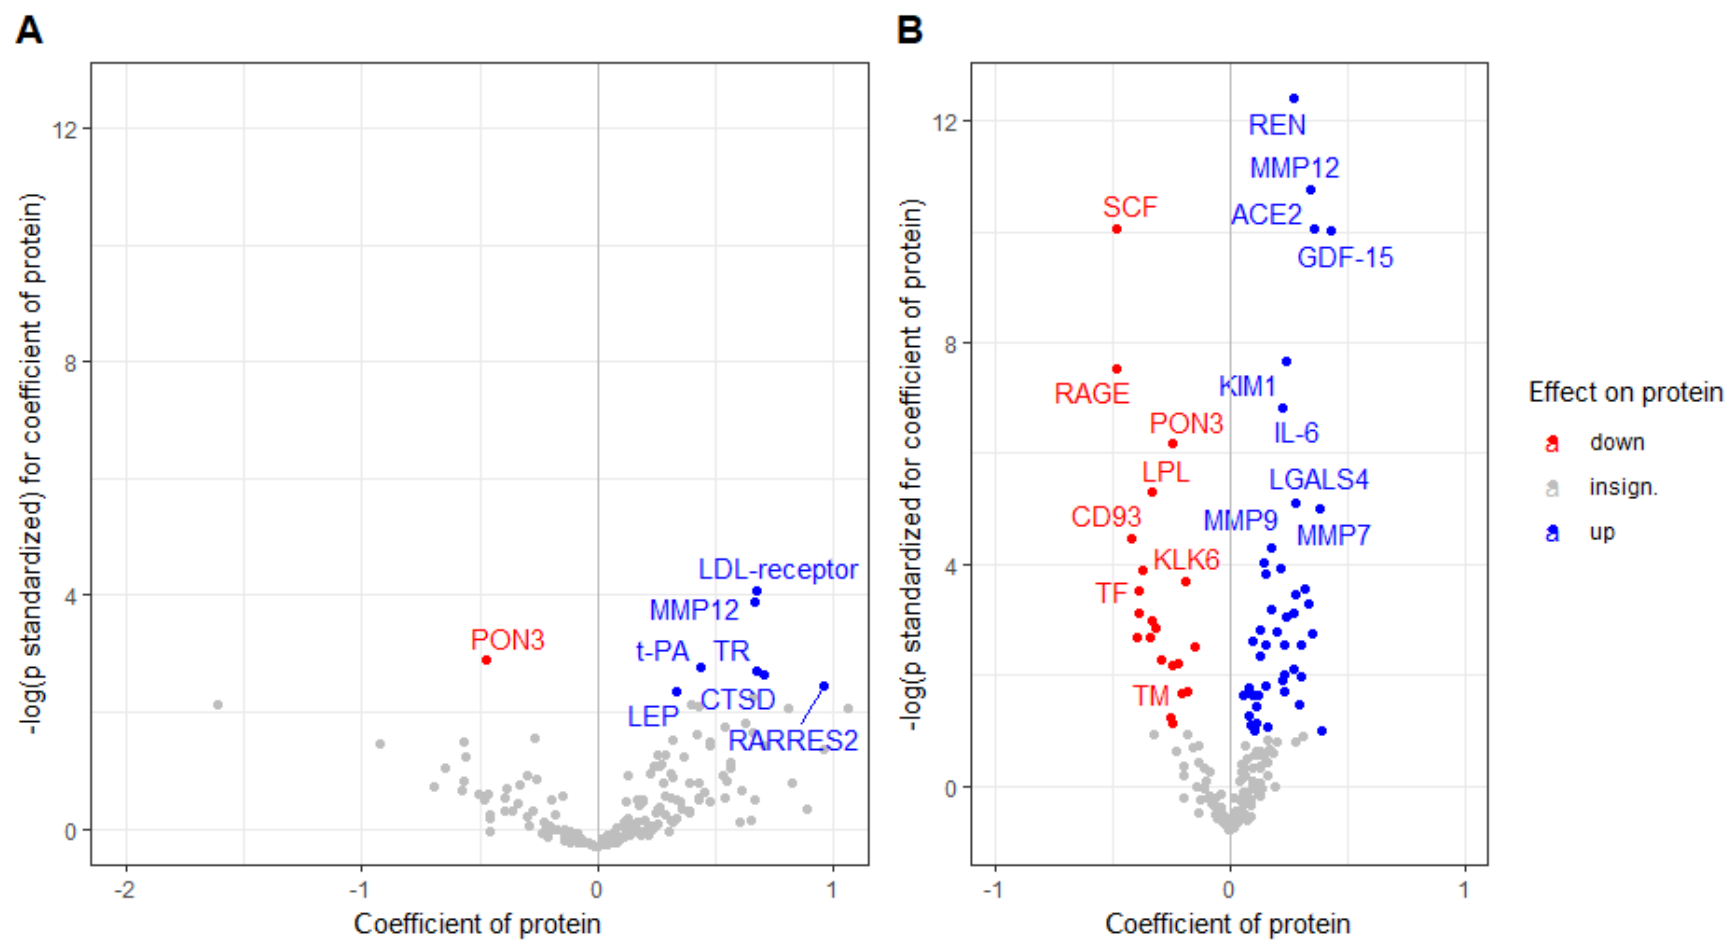 A
-log(p standardized) for coefficient of protein)
12
8
4
0
LDL-receptor
MMP12
PON3
t-PA
TR
CTSD
LEP
RARRES2
-2
-1
0
1
Coefficient of protein
B
-log(p standardized for coefficient of protein)
12
8
4
0
REN
MMP12
SCF
ACE2
GDF-15
RAGE
KIM1
PON3
IL-6
LPL
LGALS4
CD93
MMP9
MMP7
KLK6
TF
TM
-1
0
1
Coefficient of protein
Effect on protein
a down
a insign.
a up